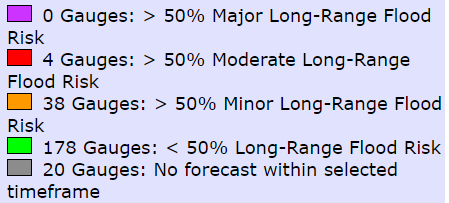 0 Gauges: > 50% Major Long-Range Flood
Risk
4 Gauges: > 50% Moderate Long-Range
Flood Risk
38 Gauges: > 50% Minor Long-Range Flood
Risk
178 Gauges: < 50% Long-Range Flood Risk
20 Gauges: No forecast within selected
timeframe